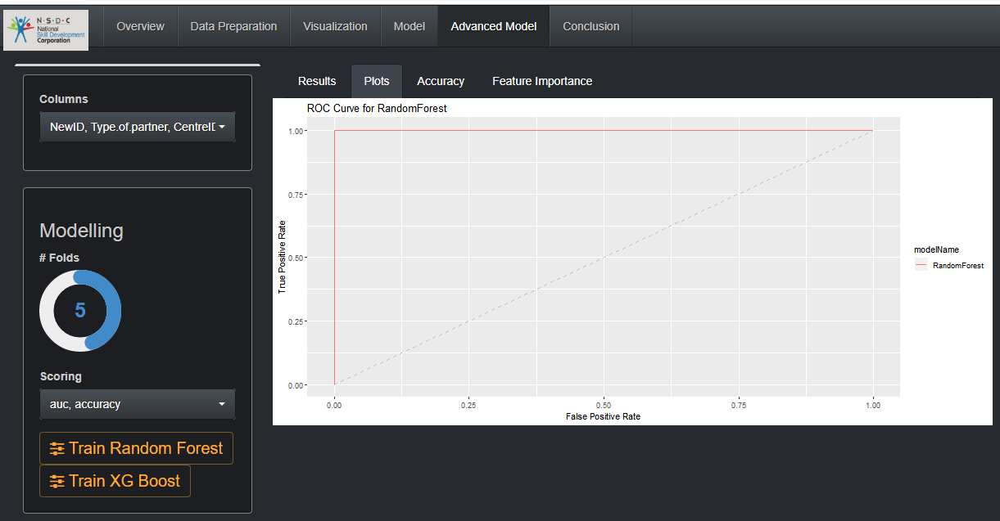 N·S·D·C
National
Skill Development
Corporation
Overview
Data Preparation
Visualization
Model
Advanced Model
Conclusion
Columns
NewID, Type.of.partner, CentreID
Modelling
# Folds
5
Scoring
auc, accuracy
Train Random Forest
Train XG Boost
Results
Plots
Accuracy
Feature Importance
ROC Curve for RandomForest
1.00
0.75
0.50
0.25
0.00
True Positive Rate
0.00
0.25
0.50
0.75
1.00
False Positive Rate
modelName
RandomForest